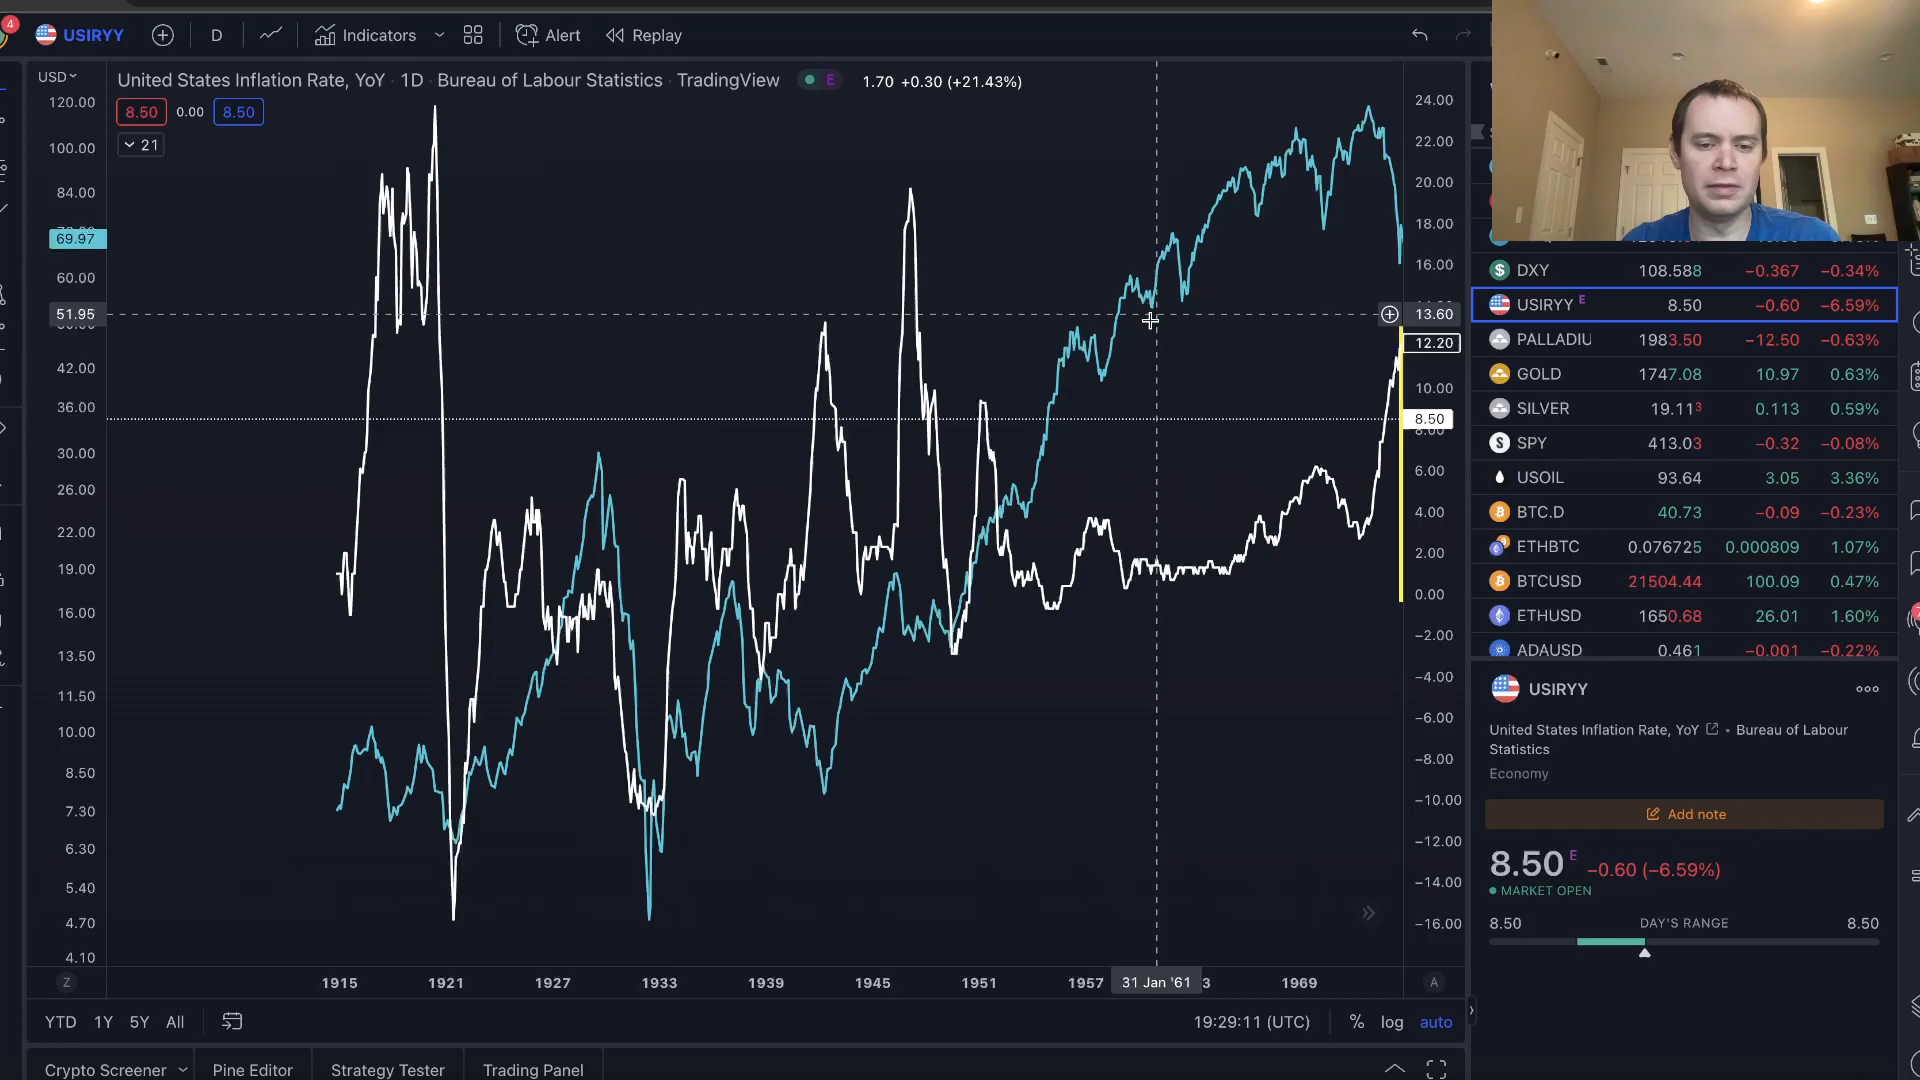 4
USIRYY
D
Indicators
Alert
Replay
USD
United States Inflation Rate, YoY · 1D · Bureau of Labour Statistics · TradingView
E
1.70 +0.30 (+21.43%)
8.50
0.00
8.50
21
120.00
100.00
84.00
69.97
60.00
51.95
42.00
36.00
30.00
26.00
22.00
19.00
16.00
13.50
11.50
10.00
8.50
7.30
6.30
5.40
4.70
4.10
24.00
22.00
20.00
18.00
16.00
13.60
12.20
10.00
8.50
8.00
6.00
4.00
2.00
0.00
−2.00
−4.00
−6.00
−8.00
−10.00
−12.00
−14.00
−16.00
Z
1915
1921
1927
1933
1939
1945
1951
1957
31 Jan '61
3
1969
A
YTD
1Y
5Y
All
19:29:11 (UTC)
%
log
auto
Crypto Screener
Pine Editor
Strategy Tester
Trading Panel
DXY 108.588 −0.367 −0.34%
USIRYY E 8.50 −0.60 −6.59%
PALLADIU 1983.50 −12.50 −0.63%
GOLD 1747.08 10.97 0.63%
SILVER 19.113 0.113 0.59%
SPY 413.03 −0.32 −0.08%
USOIL 93.64 3.05 3.36%
BTC.D 40.73 −0.09 −0.23%
ETHBTC 0.076725 0.000809 1.07%
BTCUSD 21504.44 100.09 0.47%
ETHUSD 1650.68 26.01 1.60%
ADAUSD 0.461 −0.001 −0.22%
USIRYY
United States Inflation Rate, YoY • Bureau of Labour
Statistics
Economy
Add note
8.50 E −0.60 (−6.59%)
MARKET OPEN
8.50 DAY'S RANGE 8.50